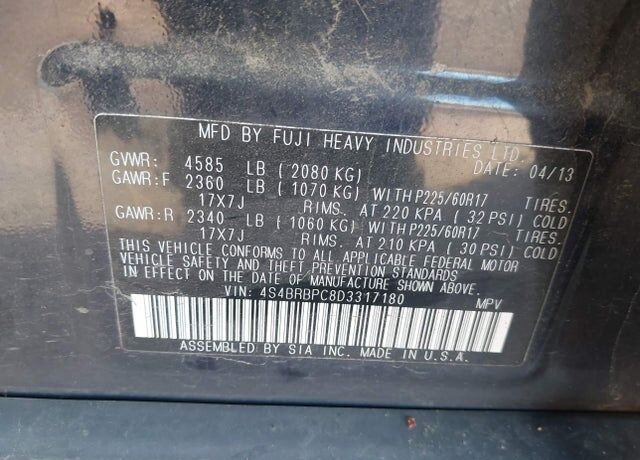 MFD BY FUJI HEAVY INDUSTRIES LTD.
GVWR: 4585 LB ( 2080 KG) DATE: 04/13
GAWR:F 2360 LB ( 1070 KG) WITHP225/60R17 TIRES.
17X7J RIMS. AT 220 KPA ( 32 PSI) COLD
GAWR:R 2340 LB ( 1060 KG) WITHP225/60R17 TIRES.
17X7J RIMS. AT 210 KPA ( 30 PSI) COLD
THIS VEHICLE CONFORMS TO ALL APPLICABLE FEDERAL MOTOR
VEHICLE SAFETY AND THEFT PREVENTION STANDARDS
IN EFFECT ON THE DATE OF MANUFACTURE SHOWN ABOVE.
VIN: 4S4BRBPC8D3317180 MPV
ASSEMBLED BY SIA INC. MADE IN U.S.A.